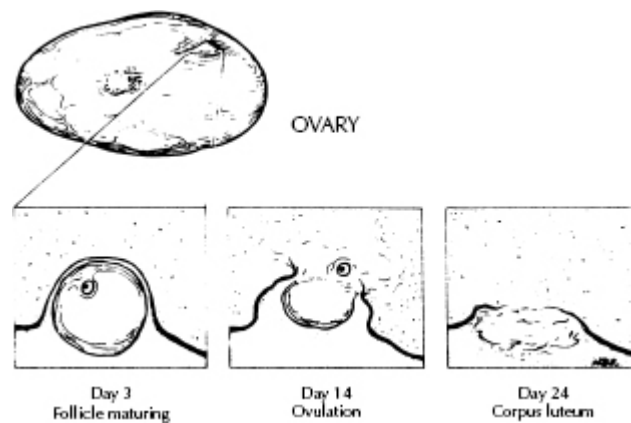 OVARY
Day 3
Follicle maturing
Day 14
Ovulation
Day 24
Corpus luteum